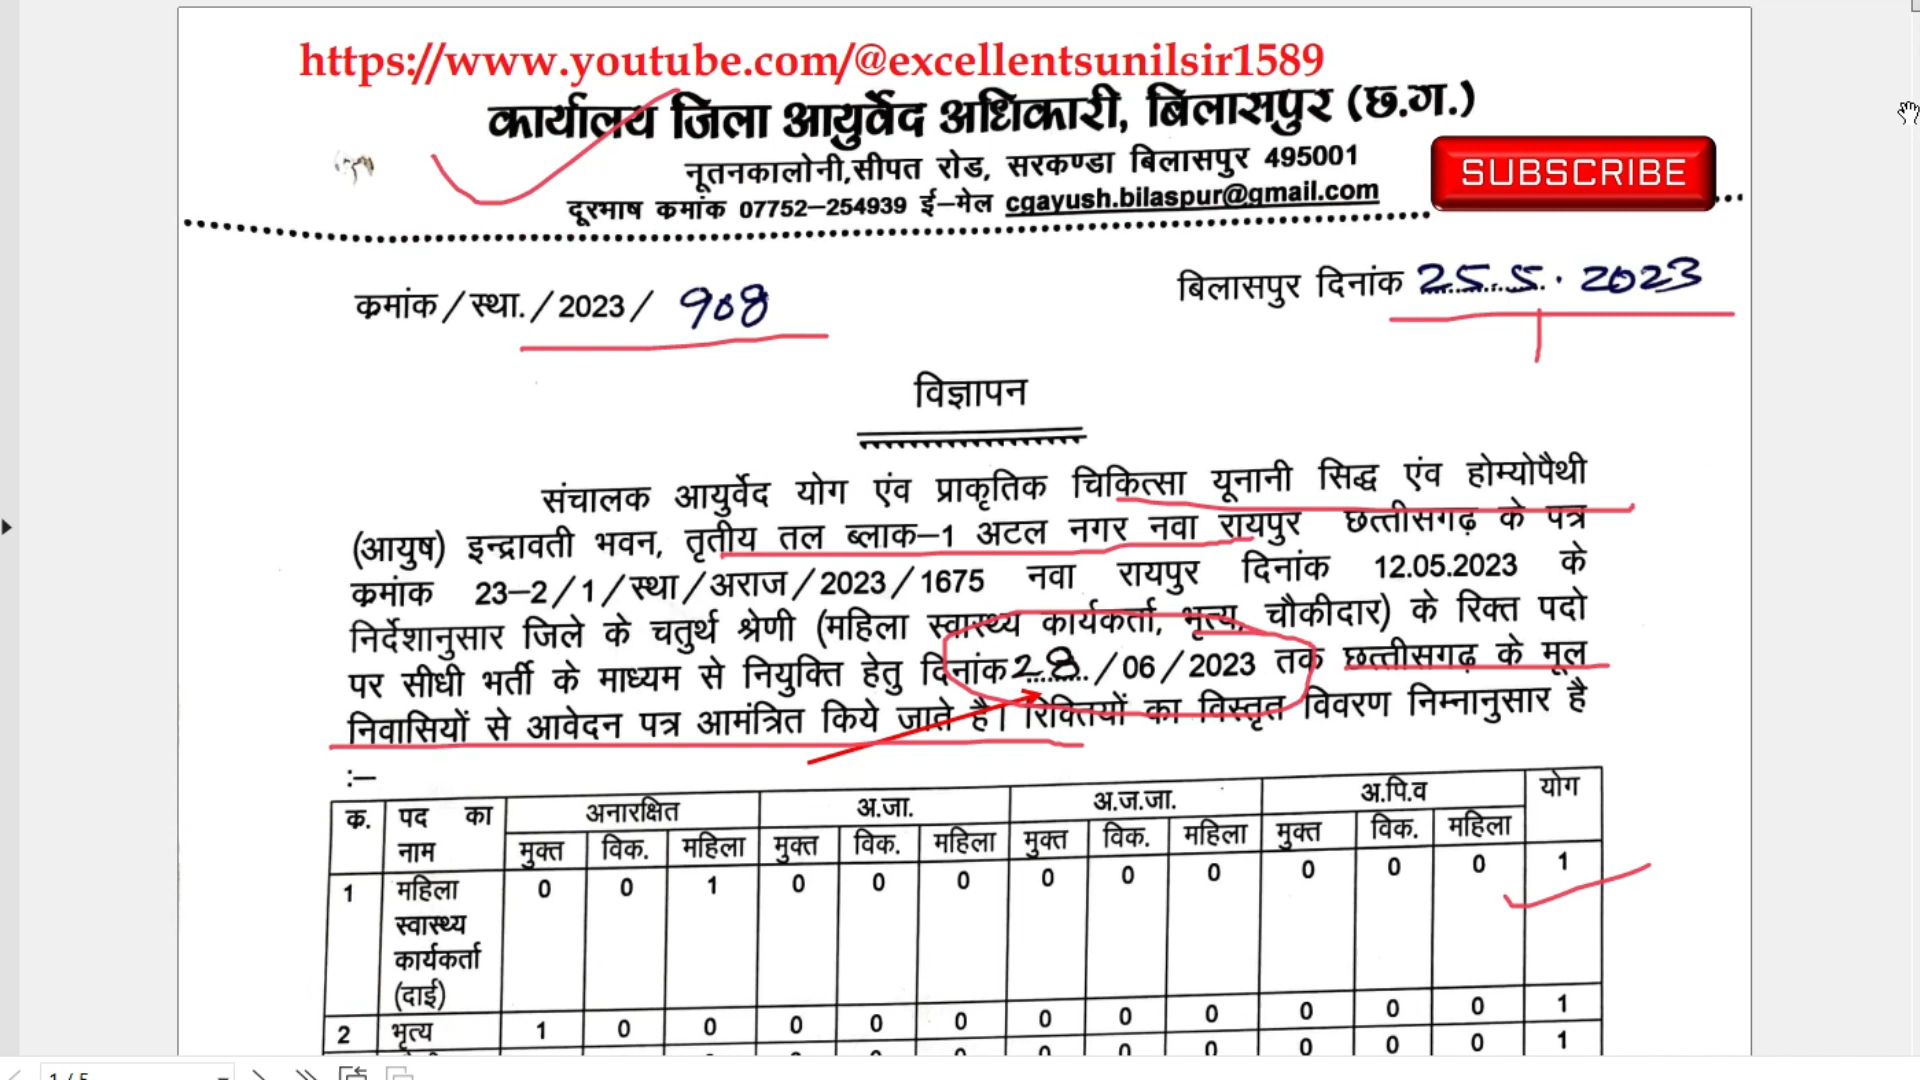 https://www.youtube.com/@excellentsunilsir1589
कार्यालय जिला आयुर्वेद अधिकारी, बिलासपुर (छ.ग.)
नूतनकालोनी,सीपत रोड, सरकण्डा बिलासपुर 495001
SUBSCRIBE
दूरभाष कमांक 07752–254939 ई–मेल cgayush.bilaspur@gmail.com
कमांक/स्था./2023/ 908
बिलासपुर दिनांक 25.5.2023
विज्ञापन
संचालक आयुर्वेद योग एंव प्राकृतिक चिकित्सा यूनानी सिद्ध एंव होम्योपैथी
(आयुष) इन्द्रावती भवन, तृतीय तल ब्लाक–1 अटल नगर नवा रायपुर छत्तीसगढ़ के पत्र
कमांक 23–2/1/स्था/अराज/2023/1675 नवा रायपुर दिनांक 12.05.2023 के
निर्देशानुसार जिले के चतुर्थ श्रेणी (महिला स्वास्थ्य कार्यकर्ता, भृत्य, चौकीदार) के रिक्त पदो
पर सीधी भर्ती के माध्यम से नियुक्ति हेतु दिनांक 28/06/2023 तक छत्तीसगढ़ के मूल
निवासियों से आवेदन पत्र आमंत्रित किये जाते है। रिक्तियों का विस्तृत विवरण निम्नानुसार है
:–
क. पद का नाम अनारक्षित अ.जा. अ.ज.जा. अ.पि.व योग
मुक्त विक. महिला मुक्त विक. महिला मुक्त विक. महिला मुक्त विक. महिला
1 महिला 0 0 1 0 0 0 0 0 0 0 0 0 1
स्वास्थ्य
कार्यकर्ता
(दाई)
2 भृत्य 1 0 0 0 0 0 0 0 0 0 0 0 1
0 0 0 1
1 / 5